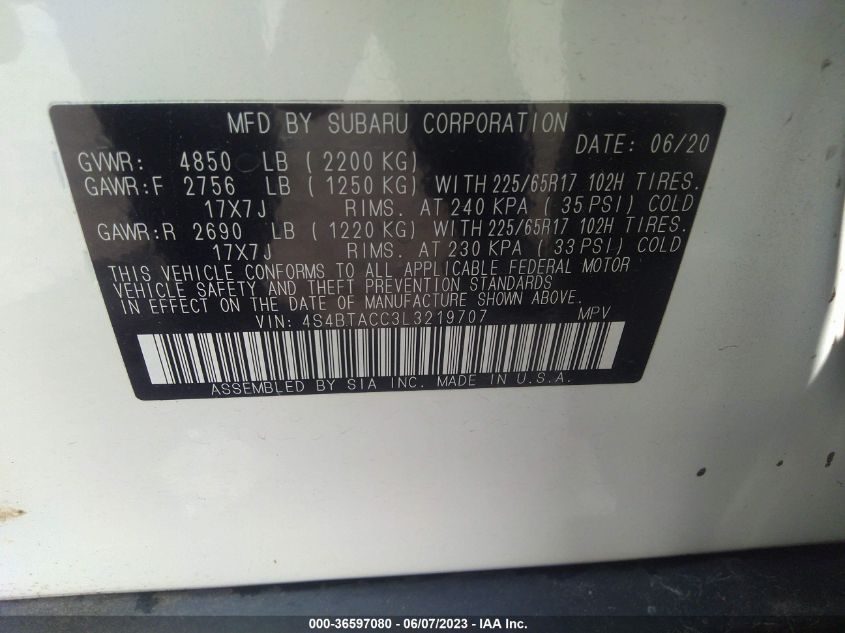 MFD BY SUBARU CORPORATION
DATE: 06/20
GVWR: 4850 LB ( 2200 KG)
GAWR:F 2756 LB ( 1250 KG) WITH 225/65R17 102H TIRES.
17X7J RIMS. AT 240 KPA ( 35 PSI) COLD
GAWR:R 2690 LB ( 1220 KG) WITH 225/65R17 102H TIRES.
17X7J RIMS. AT 230 KPA ( 33 PSI) COLD
THIS VEHICLE CONFORMS TO ALL APPLICABLE FEDERAL MOTOR
VEHICLE SAFETY AND THEFT PREVENTION STANDARDS
IN EFFECT ON THE DATE OF MANUFACTURE SHOWN ABOVE.
VIN: 4S4BTACC3L3219707 MPV
ASSEMBLED BY SIA INC. MADE IN U.S.A.
000-36597080 - 06/07/2023 - IAA Inc.